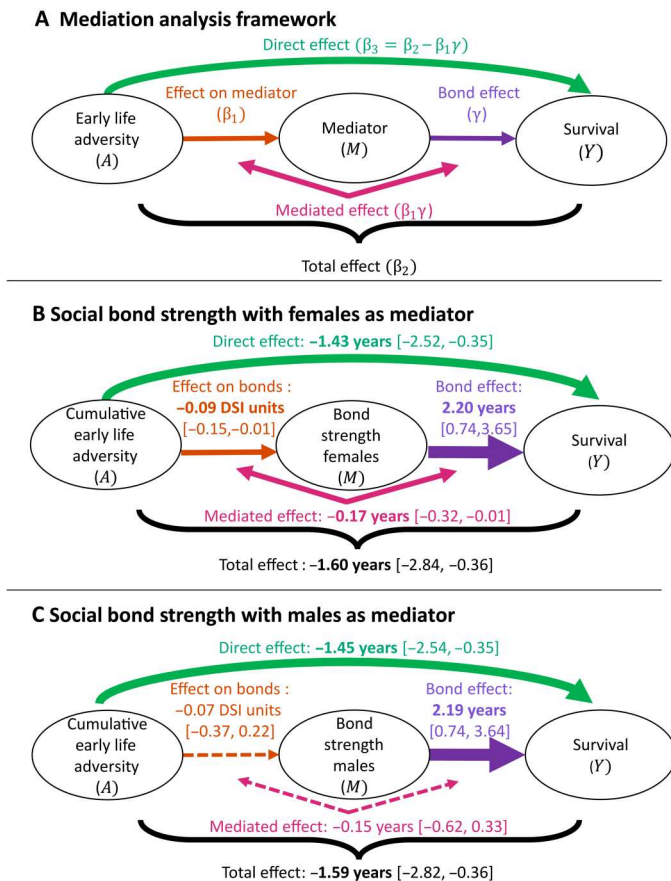 A Mediation analysis framework
Direct effect (β₃ = β₂ − β₁γ)
Effect on mediator
(β₁)
Bond effect
(γ)
Early life
adversity
(A)
Mediator
(M)
Survival
(Y)
Mediated effect (β₁γ)
Total effect (β₂)
B Social bond strength with females as mediator
Direct effect: −1.43 years [−2.52, −0.35]
Effect on bonds :
−0.09 DSI units
[−0.15,−0.01]
Bond effect:
2.20 years
[0.74,3.65]
Cumulative
early life
adversity
(A)
Bond
strength
females
(M)
Survival
(Y)
Mediated effect: −0.17 years [−0.32, −0.01]
Total effect : −1.60 years [−2.84, −0.36]
C Social bond strength with males as mediator
Direct effect: −1.45 years [−2.54, −0.35]
Effect on bonds :
−0.07 DSI units
[−0.37, 0.22]
Bond effect:
2.19 years
[0.74, 3.64]
Cumulative
early life
adversity
(A)
Bond
strength
males
(M)
Survival
(Y)
Mediated effect: −0.15 years [−0.62, 0.33]
Total effect: −1.59 years [−2.82, −0.36]